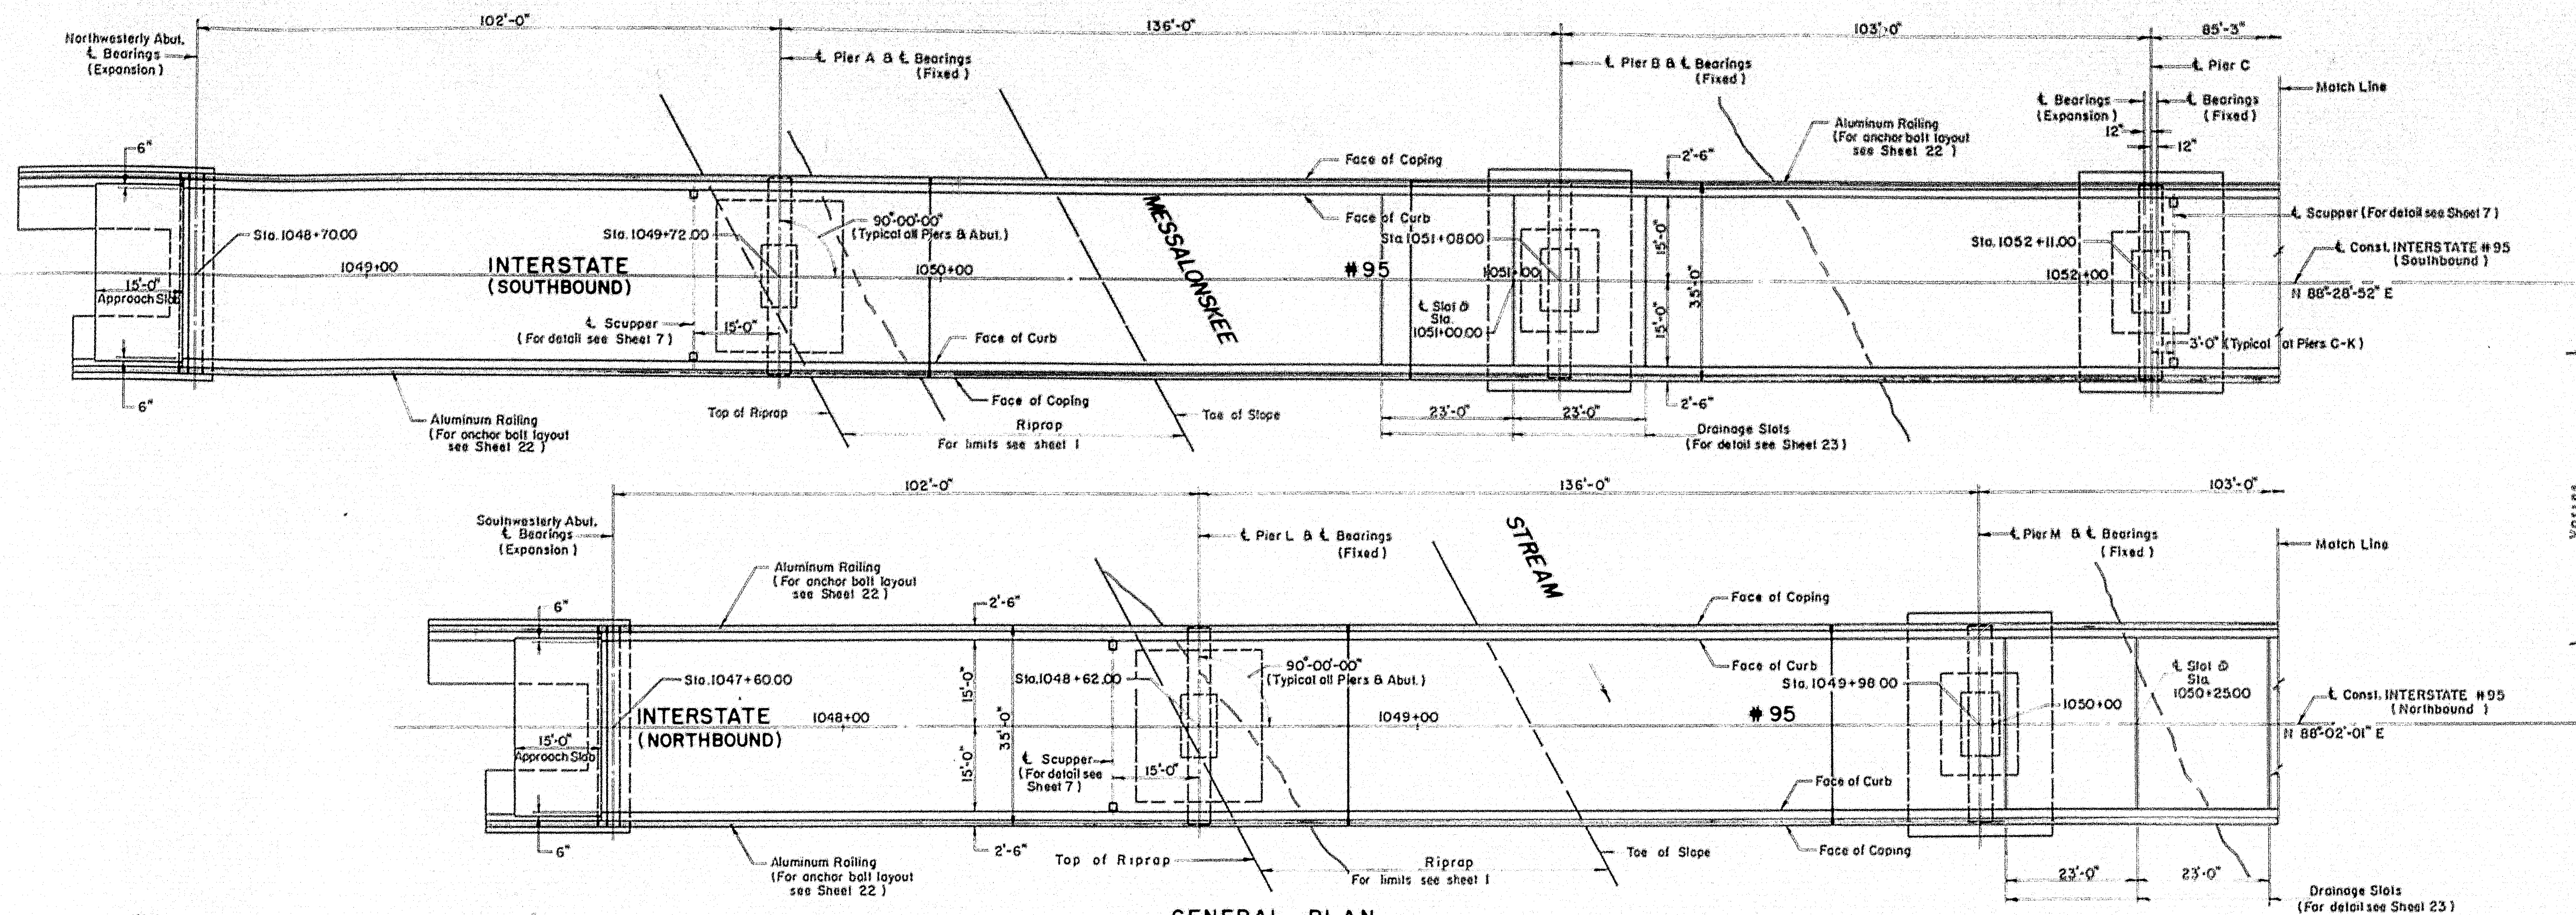 102'-0"
136'-0"
103'-0"
85'-3"
Northwesterly Abut.
℄ Bearings
(Expansion)
℄ Pier A & ℄ Bearings
(Fixed)
℄ Pier B & ℄ Bearings
(Fixed)
℄ Pier C
Match Line
℄ Bearings
(Expansion)
℄ Bearings
(Fixed)
12"
12"
6"
Aluminum Railing
(For anchor bolt layout
see Sheet 22)
Face of Coping
2'-6"
Face of Curb
90°-00'-00"
(Typical all Piers & Abut.)
℄ Scupper (For detail see Sheet 7)
Sta. 1048+70.00
Sta. 1049+72.00
Sta. 1051+08.00
Sta. 1052+11.00
MESSALONSKEE
15'-0"
35'-0"
15'-0"
1049+00
INTERSTATE
(SOUTHBOUND)
1050+00
#95
1051+00
1052+00
℄ Const. INTERSTATE #95
(Southbound)
N 88°-28'-52" E
15'-0"
Approach Slab
℄ Slot @
Sta.
1051+00.00
℄ Scupper
(For detail see Sheet 7)
15'-0"
Face of Curb
3'-0" (Typical at Piers C-K)
6"
Face of Coping
2'-6"
Aluminum Railing
(For anchor bolt layout
see Sheet 22)
Top of Riprap
Toe of Slope
Riprap
For limits see sheet 1
23'-0"
23'-0"
Drainage Slots
(For detail see Sheet 23)
102'-0"
136'-0"
103'-0"
Southwesterly Abut.
℄ Bearings
(Expansion)
℄ Pier L & ℄ Bearings
(Fixed)
STREAM
℄ Pier M & ℄ Bearings
(Fixed)
Match Line
Aluminum Railing
(For anchor bolt layout
see Sheet 22)
6"
2'-6"
Face of Coping
Face of Curb
90°-00'-00"
(Typical all Piers & Abut.)
Sta. 1047+60.00
Sta. 1048+62.00
Sta. 1049+98.00
℄ Slot @
Sta.
1050+25.00
15'-0"
35'-0"
15'-0"
INTERSTATE
(NORTHBOUND)
1048+00
1049+00
#95
1050+00
℄ Const. INTERSTATE #95
(Northbound)
N 88°-02'-01" E
15'-0"
Approach Slab
℄ Scupper
(For detail see
Sheet 7)
15'-0"
Face of Curb
6"
2'-6"
Face of Coping
Aluminum Railing
(For anchor bolt layout
see Sheet 22)
Top of Riprap
Riprap
For limits see sheet 1
Toe of Slope
23'-0"
23'-0"
Drainage Slots
(For detail see Sheet 23)
GENERAL PLAN